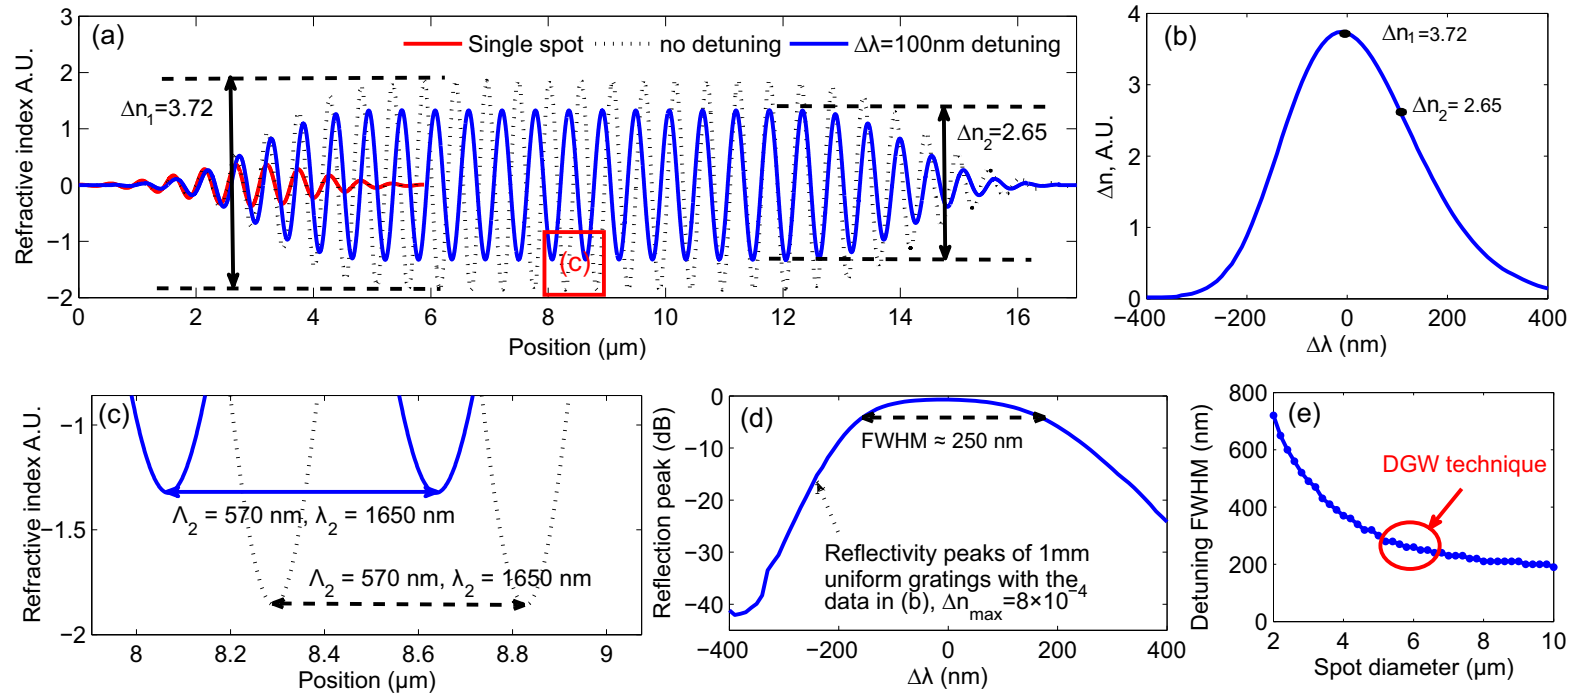 (a)
Single spot
no detuning
Δλ=100nm detuning
Refractive index A.U.
3
2
1
0
−1
−2
Δn1=3.72
Δn2=2.65
(c)
0
2
4
6
8
10
12
14
16
Position (µm)
(b)
Δn1=3.72
Δn2= 2.65
Δn, A.U.
4
3
2
1
0
−400
−200
0
200
400
Δλ (nm)
(c)
Refractive index A.U.
−1
−1.5
−2
Λ2 = 570 nm, λ2 = 1650 nm
Λ2 = 570 nm, λ2 = 1650 nm
8
8.2
8.4
8.6
8.8
9
Position (µm)
(d)
Reflection peak (dB)
0
−10
−20
−30
−40
FWHM ≈ 250 nm
Reflectivity peaks of 1mm
uniform gratings with the
data in (b), Δnmax=8×10−4
−400
−200
0
200
400
Δλ (nm)
(e)
Detuning FWHM (nm)
800
600
400
200
0
DGW technique
2
4
6
8
10
Spot diameter (µm)